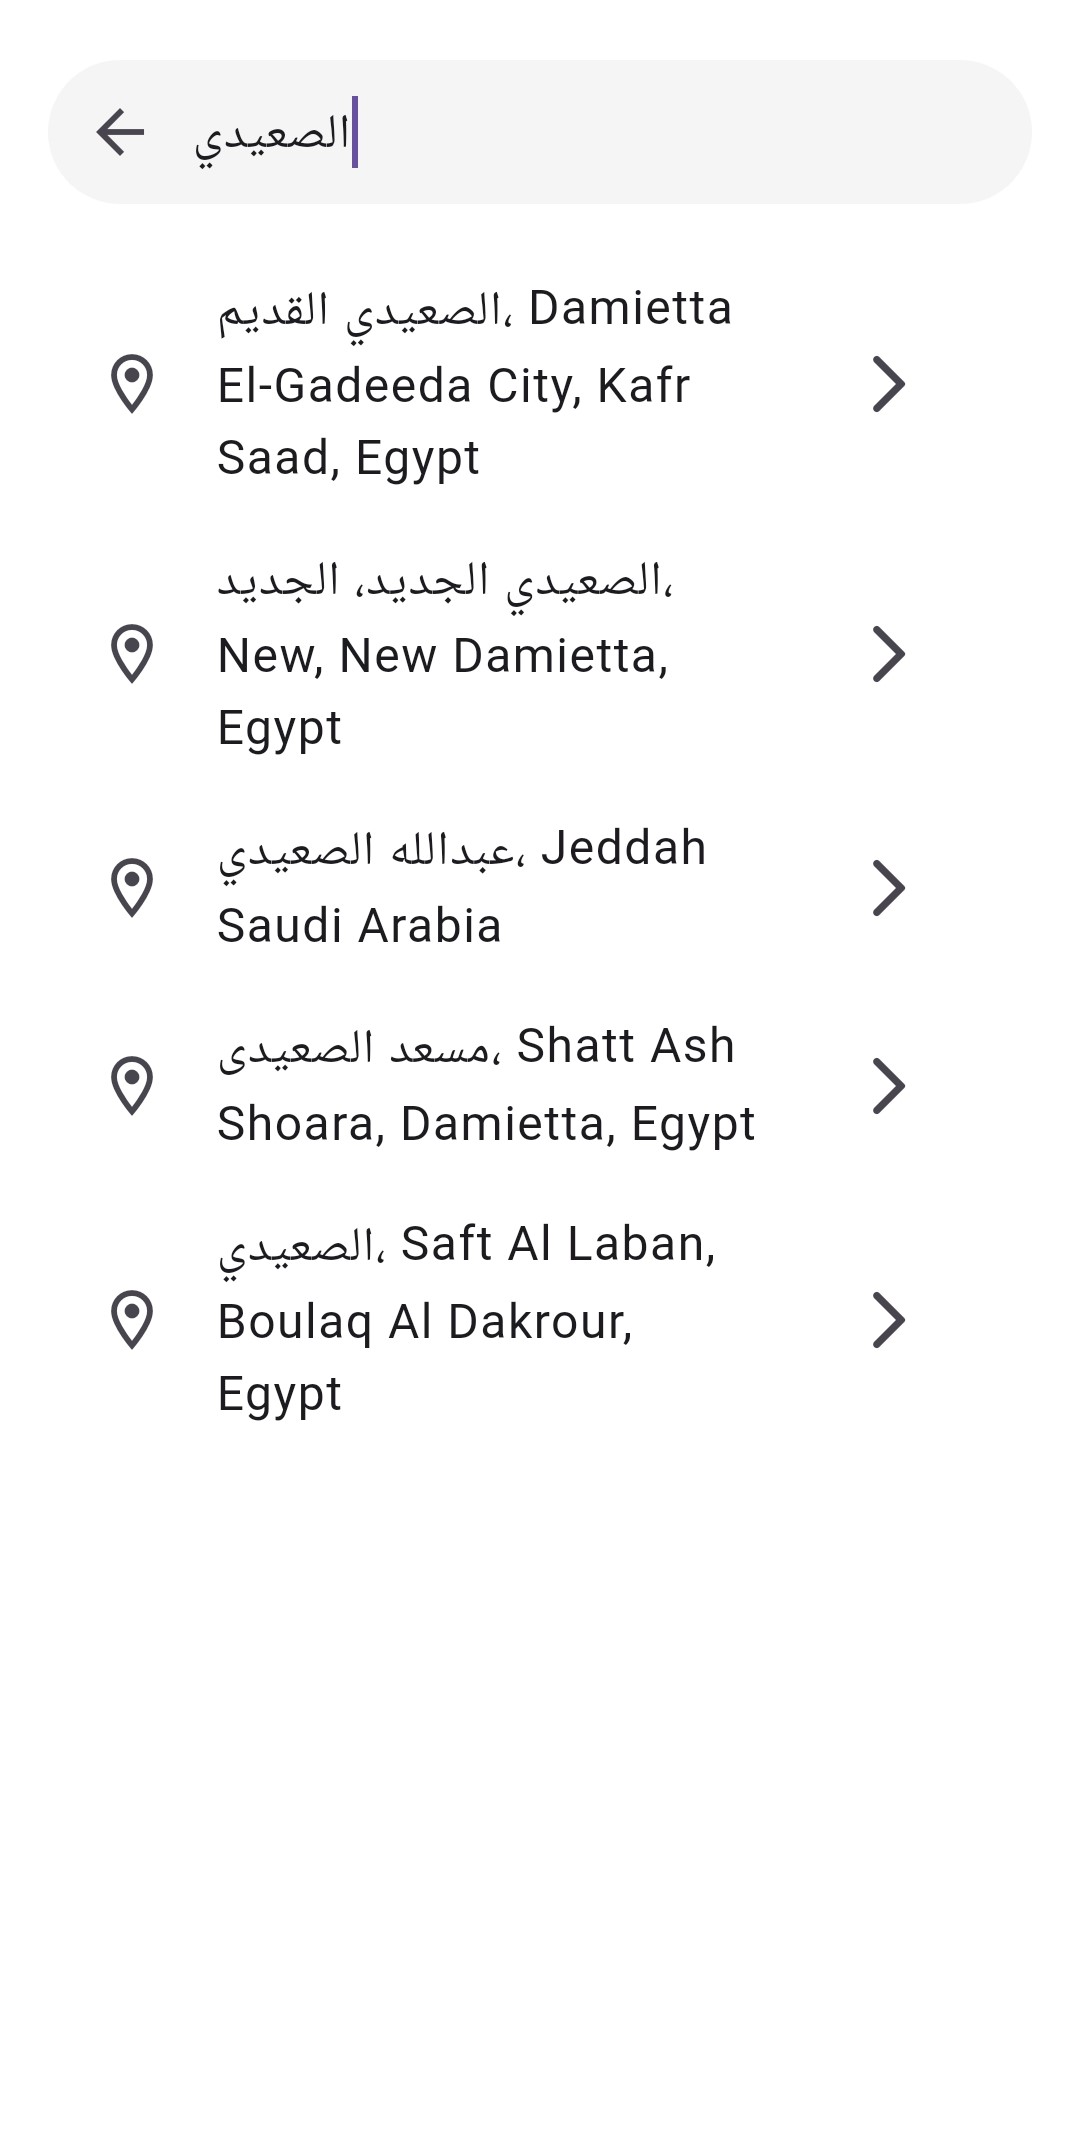 الصعيدي
الصعيدي القديم، Damietta
El-Gadeeda City, Kafr
Saad, Egypt
الصعيدي الجديد، الجديد،
New, New Damietta,
Egypt
عبدالله الصعيدي، Jeddah
Saudi Arabia
مسعد الصعيدى، Shatt Ash
Shoara, Damietta, Egypt
الصعيدي، Saft Al Laban,
Boulaq Al Dakrour,
Egypt